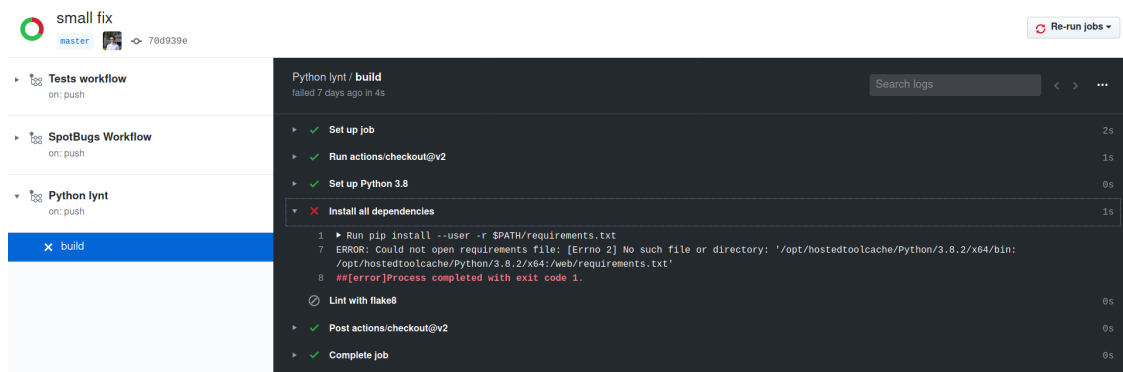 small fix
master 70d939e
Re-run jobs
Tests workflow
on: push
SpotBugs Workflow
on: push
Python lynt
on: push
build
Python lynt / build
failed 7 days ago in 4s
Search logs
Set up job 2s
Run actions/checkout@v2 1s
Set up Python 3.8 0s
Install all dependencies 1s
1 Run pip install --user -r $PATH/requirements.txt
7 ERROR: Could not open requirements file: [Errno 2] No such file or directory: '/opt/hostedtoolcache/Python/3.8.2/x64/bin:
/opt/hostedtoolcache/Python/3.8.2/x64:/web/requirements.txt'
8 ##[error]Process completed with exit code 1.
Lint with flake8 0s
Post actions/checkout@v2 0s
Complete job 0s